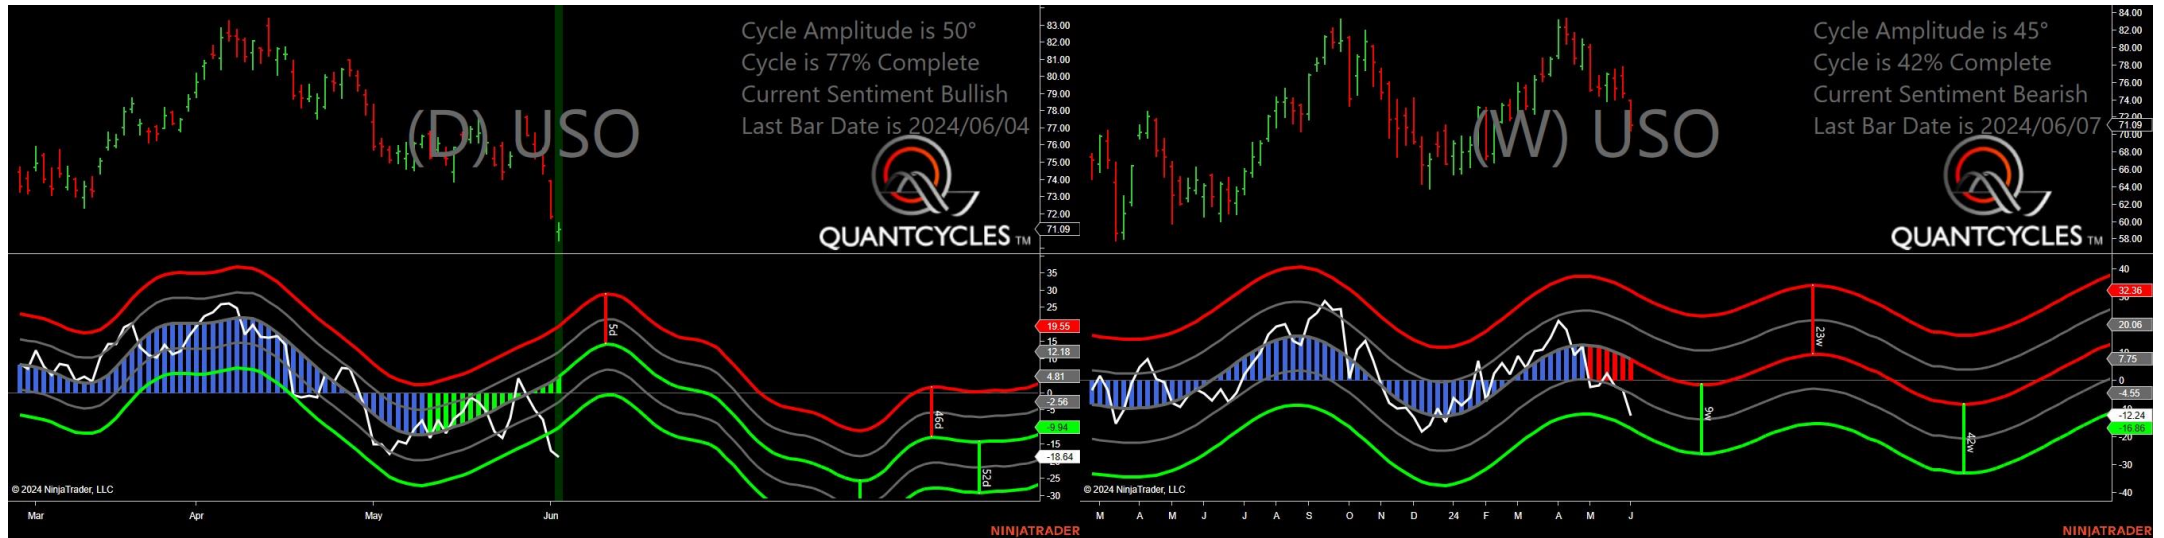 Cycle Amplitude is 50°
Cycle is 77% Complete
Current Sentiment Bullish
Last Bar Date is 2024/06/04
(D) USO
QUANTCYCLES TM
83.00
82.00
81.00
80.00
79.00
78.00
77.00
76.00
75.00
74.00
73.00
72.00
71.09
35
30
25
19.55
15
12.18
4.81
0
-2.56
-9.94
-15
-18.64
-25
-30
5d
46d
52d
© 2024 NinjaTrader, LLC
Mar
Apr
May
Jun
NINJATRADER
Cycle Amplitude is 45°
Cycle is 42% Complete
Current Sentiment Bearish
Last Bar Date is 2024/06/07
(W) USO
QUANTCYCLES TM
84.00
82.00
80.00
78.00
76.00
74.00
72.00
71.09
70.00
68.00
66.00
64.00
62.00
60.00
58.00
40
32.36
20.06
7.75
0
-4.55
-12.24
-16.86
-20
-30
-40
23w
9w
42w
© 2024 NinjaTrader, LLC
M
A
M
J
J
A
S
O
N
D
24
F
M
A
M
J
NINJATRADER